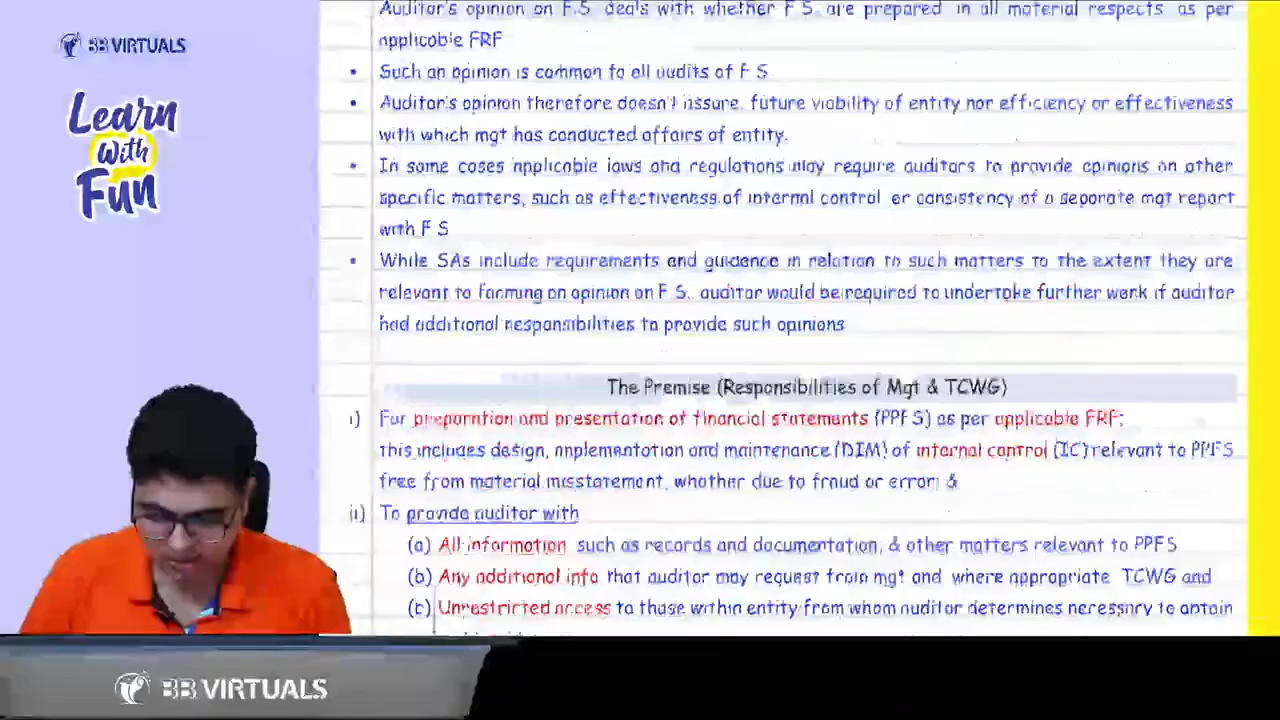 BB VIRTUALS
Learn
With
Fun
Auditor's opinion on F.S. deals with whether F S are prepared in all material respects as per
applicable FRF
• Such an opinion is common to all audits of F S
• Auditor's opinion therefore doesn't assure, future viability of entity nor efficiency or effectiveness
with which mgt has conducted affairs of entity.
• In some cases applicable laws and regulations may require auditors to provide opinions on other
specific matters, such as effectiveness of internal control or consistency of a separate mgt report
with F S
• While SAs include requirements and guidance in relation to such matters to the extent they are
relevant to forming an opinion on F S., auditor would be required to undertake further work if auditor
had additional responsibilities to provide such opinions
The Premise (Responsibilities of Mgt & TCWG)
i) For preparation and presentation of financial statements (PPFS) as per applicable FRF;
this includes design, implementation and maintenance (DIM) of internal control (IC) relevant to PPFS
free from material misstatement, whether due to fraud or error; &
ii) To provide auditor with
(a) All information such as records and documentation, & other matters relevant to PPFS
(b) Any additional info that auditor may request from mgt and where appropriate TCWG and
(c) Unrestricted access to those within entity from whom auditor determines necessary to obtain
BB VIRTUALS